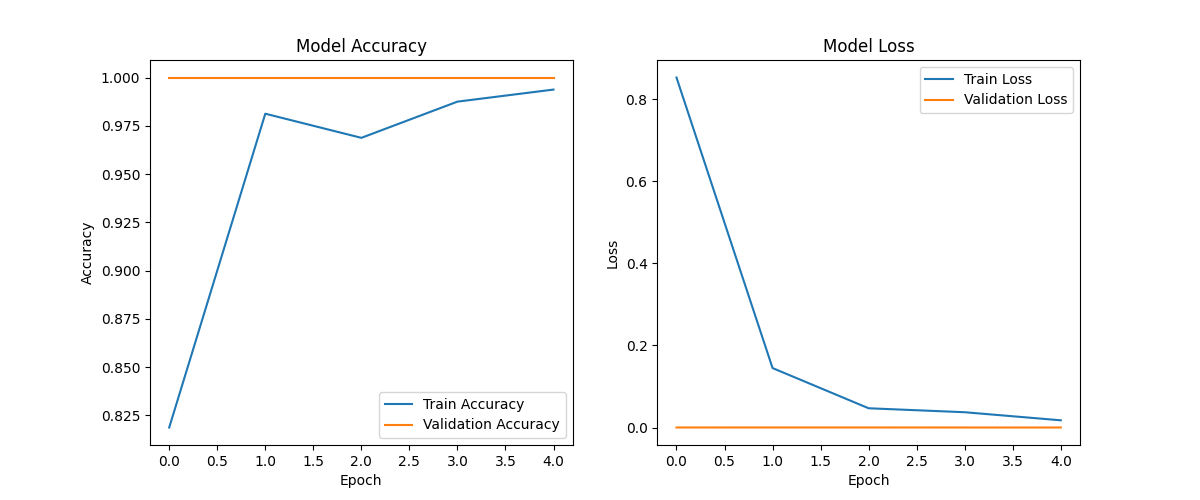 Model Accuracy
Accuracy
1.000
0.975
0.950
0.925
0.900
0.875
0.850
0.825
0.0 0.5 1.0 1.5 2.0 2.5 3.0 3.5 4.0
Epoch
Train Accuracy
Validation Accuracy
Model Loss
Loss
0.8
0.6
0.4
0.2
0.0
0.0 0.5 1.0 1.5 2.0 2.5 3.0 3.5 4.0
Epoch
Train Loss
Validation Loss